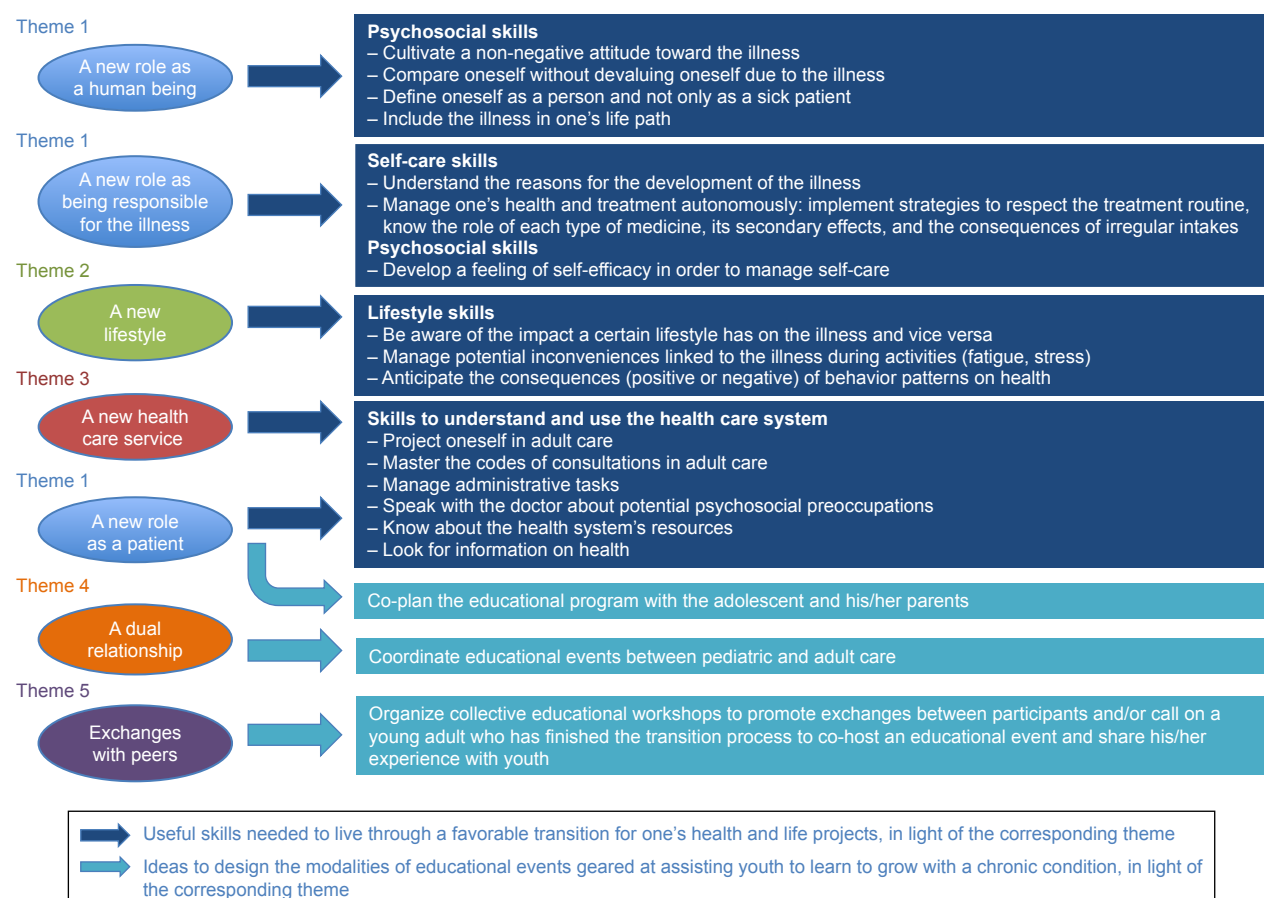 Theme 1
A new role as
a human being
Psychosocial skills
– Cultivate a non-negative attitude toward the illness
– Compare oneself without devaluing oneself due to the illness
– Define oneself as a person and not only as a sick patient
– Include the illness in one’s life path
Theme 1
A new role as
being responsible
for the illness
Self-care skills
– Understand the reasons for the development of the illness
– Manage one’s health and treatment autonomously: implement strategies to respect the treatment routine,
know the role of each type of medicine, its secondary effects, and the consequences of irregular intakes
Psychosocial skills
– Develop a feeling of self-efficacy in order to manage self-care
Theme 2
A new
lifestyle
Lifestyle skills
– Be aware of the impact a certain lifestyle has on the illness and vice versa
– Manage potential inconveniences linked to the illness during activities (fatigue, stress)
– Anticipate the consequences (positive or negative) of behavior patterns on health
Theme 3
A new health
care service
Skills to understand and use the health care system
– Project oneself in adult care
– Master the codes of consultations in adult care
– Manage administrative tasks
– Speak with the doctor about potential psychosocial preoccupations
– Know about the health system’s resources
– Look for information on health
Theme 1
A new role
as a patient
Co-plan the educational program with the adolescent and his/her parents
Theme 4
A dual
relationship
Coordinate educational events between pediatric and adult care
Theme 5
Exchanges
with peers
Organize collective educational workshops to promote exchanges between participants and/or call on a
young adult who has finished the transition process to co-host an educational event and share his/her
experience with youth
Useful skills needed to live through a favorable transition for one’s health and life projects, in light of the corresponding theme
Ideas to design the modalities of educational events geared at assisting youth to learn to grow with a chronic condition, in light of
the corresponding theme